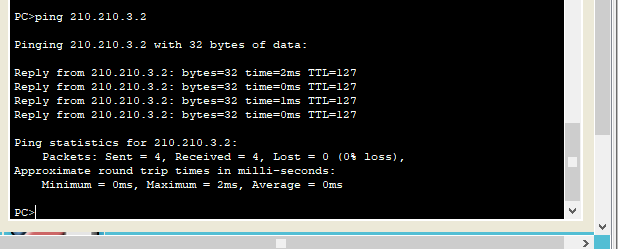 PC>ping 210.210.3.2
Pinging 210.210.3.2 with 32 bytes of data:
Reply from 210.210.3.2: bytes=32 time=2ms TTL=127
Reply from 210.210.3.2: bytes=32 time=0ms TTL=127
Reply from 210.210.3.2: bytes=32 time=1ms TTL=127
Reply from 210.210.3.2: bytes=32 time=0ms TTL=127
Ping statistics for 210.210.3.2:
Packets: Sent = 4, Received = 4, Lost = 0 (0% loss),
Approximate round trip times in milli-seconds:
Minimum = 0ms, Maximum = 2ms, Average = 0ms
PC>